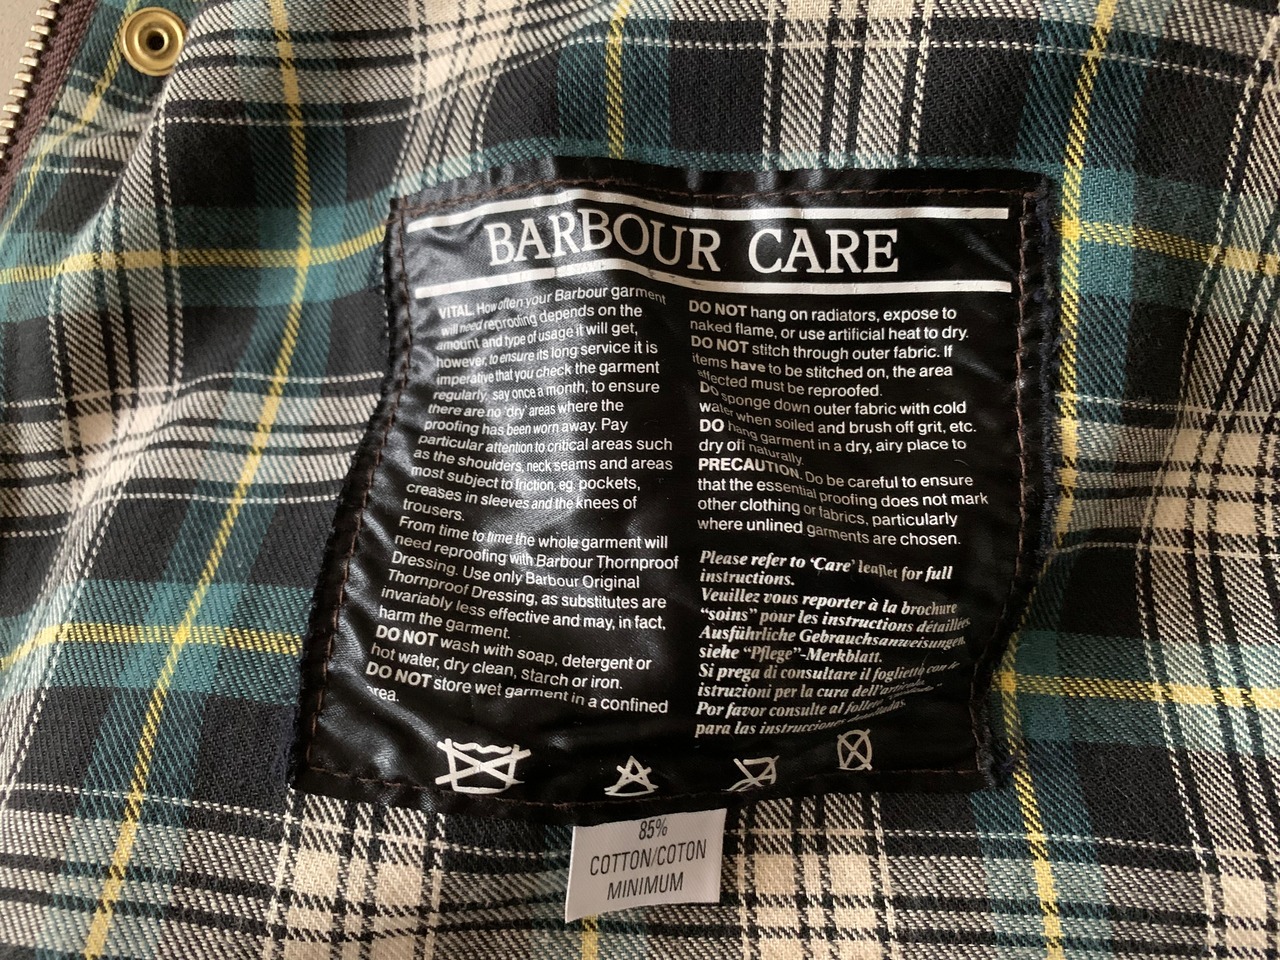 BARBOUR CARE
VITAL. How often your Barbour garment
will need reproofing depends on the
amount and type of usage it will get,
however, to ensure its long service it is
imperative that you check the garment
regularly, say once a month, to ensure
there are no 'dry' areas where the
proofing has been worn away. Pay
particular attention to critical areas such
as the shoulders, neck seams and areas
most subject to friction, eg. pockets,
creases in sleeves and the knees of
trousers.
From time to time the whole garment will
need reproofing with Barbour Thornproof
Dressing. Use only Barbour Original
Thornproof Dressing, as substitutes are
invariably less effective and may, in fact,
harm the garment.
DO NOT wash with soap, detergent or
hot water, dry clean, starch or iron.
DO NOT store wet garment in a confined
area.
DO NOT hang on radiators, expose to
naked flame, or use artificial heat to dry.
DO NOT stitch through outer fabric. If
items have to be stitched on, the area
affected must be reproofed.
Do sponge down outer fabric with cold
water when soiled and brush off grit, etc.
DO hang garment in a dry, airy place to
dry off naturally.
PRECAUTION. Do be careful to ensure
that the essential proofing does not mark
other clothing or fabrics, particularly
where unlined garments are chosen.
Please refer to 'Care' leaflet for full
instructions.
Veuillez vous reporter à la brochure
"soins" pour les instructions détaillées.
Ausführliche Gebrauchsanweisungen,
siehe "Pflege"-Merkblatt.
Si prega di consultare il foglietto con le
istruzioni per la cura dell'articolo.
Por favor consulte al folleto "cuidado"
para las instrucciones detalladas.
85%
COTTON/COTON
MINIMUM